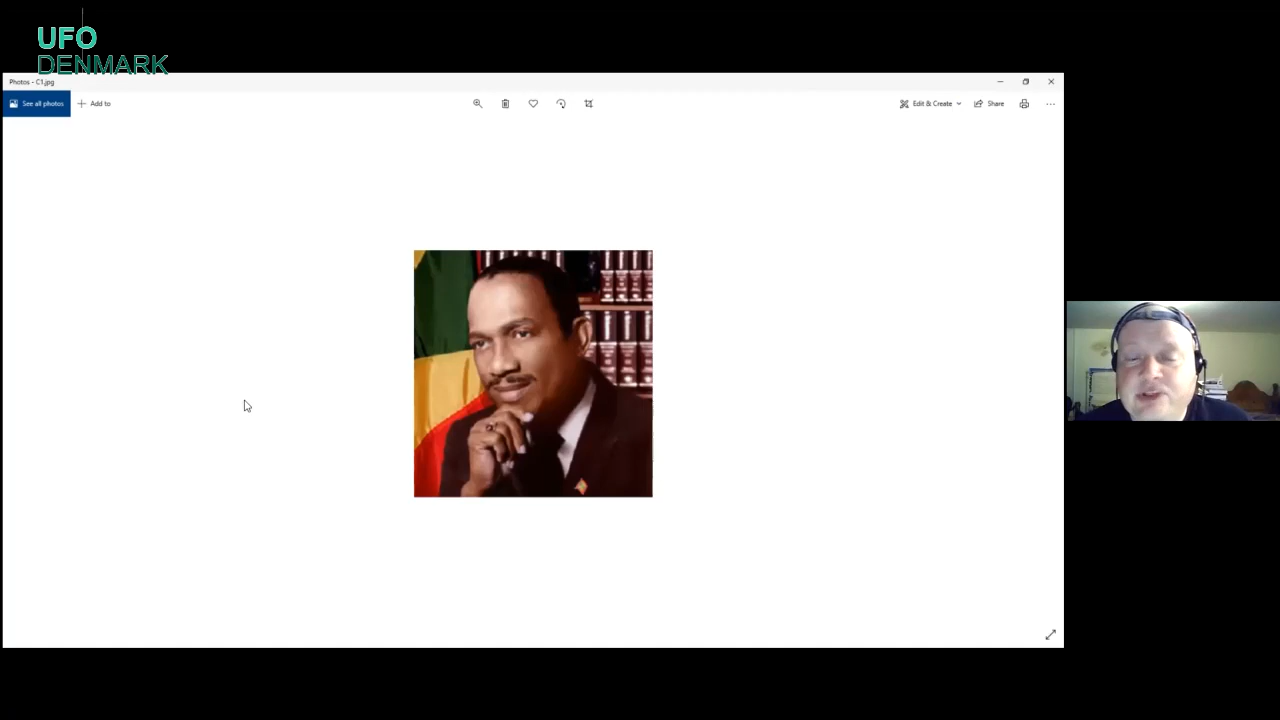 UFO
DENMARK
Photos - C1.jpg
See all photos
Add to
Edit & Create
Share